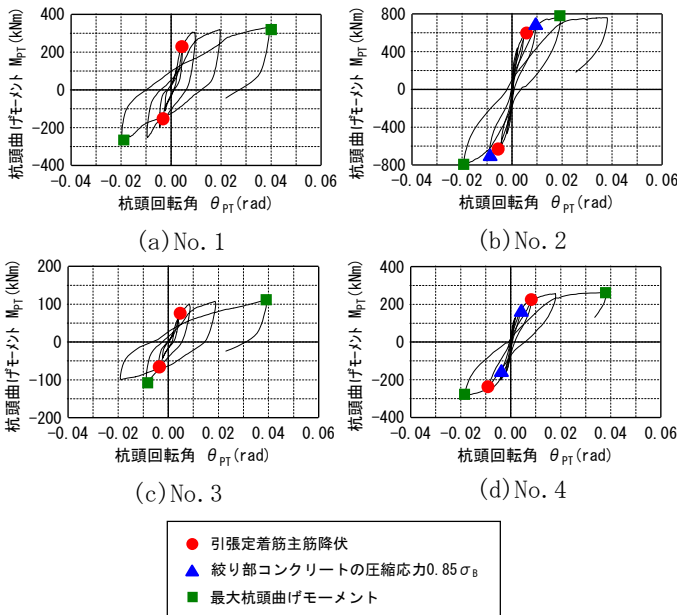 杭頭曲げモーメント M_PT(kNm)
400
200
0
-200
400
-0.04 -0.02 0.00 0.02 0.04 0.06
杭頭回転角 θ_PT(rad)
(a)No.1
杭頭曲げモーメント M_PT(kNm)
800
400
0
-400
-800
-0.04 -0.02 0.00 0.02 0.04 0.06
杭頭回転角 θ_PT(rad)
(b)No.2
杭頭曲げモーメント M_PT(kNm)
200
100
0
-100
-200
-0.04 -0.02 0.00 0.02 0.04 0.06
杭頭回転角 θ_PT(rad)
(c)No.3
杭頭曲げモーメント M_PT(kNm)
400
200
0
-200
400
-0.04 -0.02 0.00 0.02 0.04 0.06
杭頭回転角 θ_PT(rad)
(d)No.4
引張定着筋主筋降伏
絞り部コンクリートの圧縮応力0.85σ_B
最大杭頭曲げモーメント